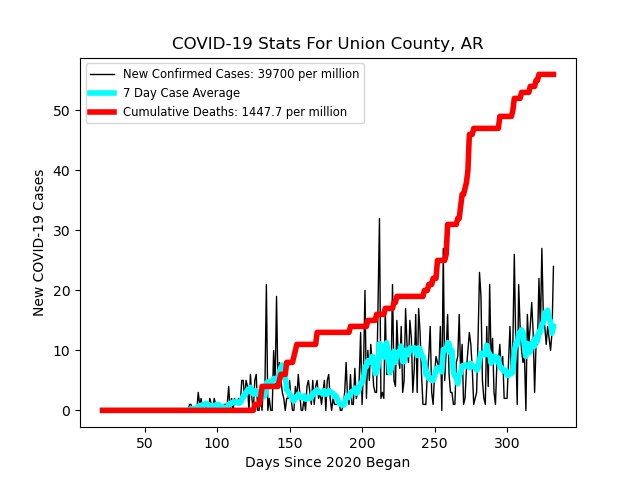 COVID-19 Stats For Union County, AR
New Confirmed Cases: 39700 per million
7 Day Case Average
Cumulative Deaths: 1447.7 per million
New COVID-19 Cases
50
40
30
20
10
0
50 100 150 200 250 300
Days Since 2020 Began